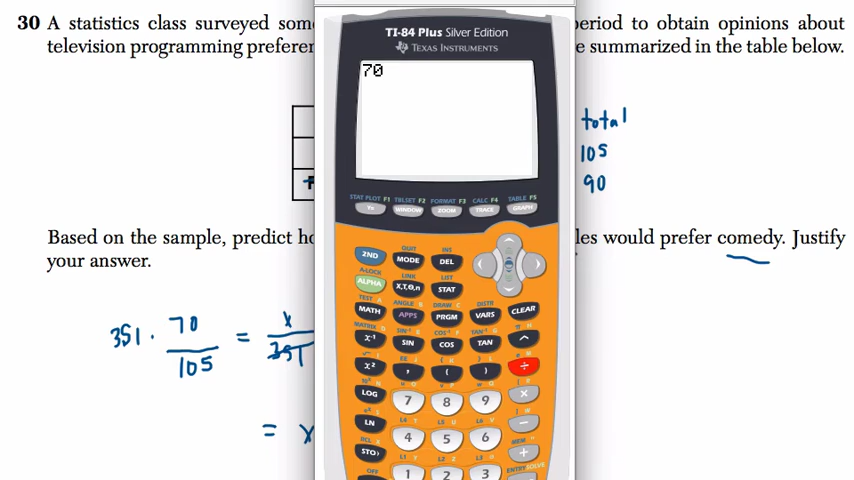 30 A statistics class surveyed som period to obtain opinions about
television programming prefere e summarized in the table below.
total
105
90
Based on the sample, predict ho les would prefer comedy. Justify
your answer.
351 · 70 / 105 = x / 351
= x
TI-84 Plus Silver Edition
TEXAS INSTRUMENTS
70
STAT PLOT F1 TBLSET F2 FORMAT F3 CALC F4 TABLE F5
Y= WINDOW ZOOM TRACE GRAPH
QUIT INS
2ND MODE DEL
A-LOCK LINK LIST
ALPHA X,T,θ,n STAT
TEST A ANGLE B DRAW C DISTR
MATH APPS PRGM VARS CLEAR
MATRIX D SIN⁻¹ E COS⁻¹ F TAN⁻¹ G π H
x⁻¹ SIN COS TAN ^
x² , ( ) ÷
LOG 7 8 9 ×
LN 4 5 6 −
RCL MEM
STO› 1 2 3 +
OFF ENTRY SOLVE